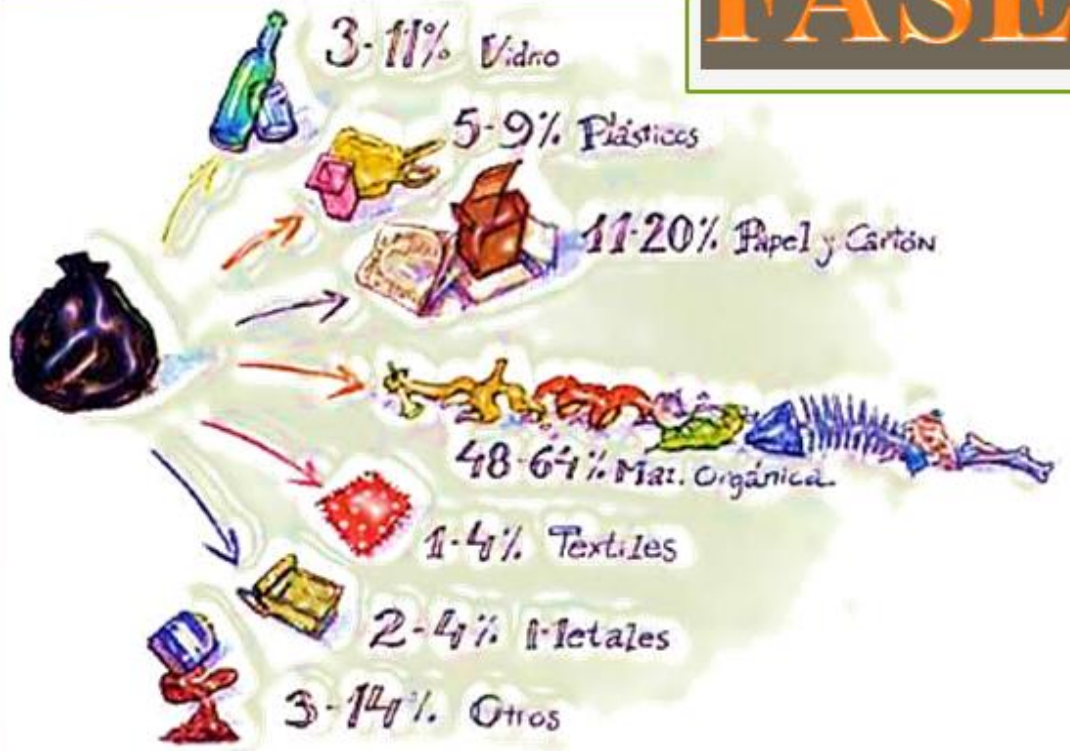 FASE
3-11% Vidrio
5-9% Plásticos
11-20% Papel y Cartón
48-64% Mat. Orgánica
1-4% Textiles
2-4% Metales
3-14% Otros